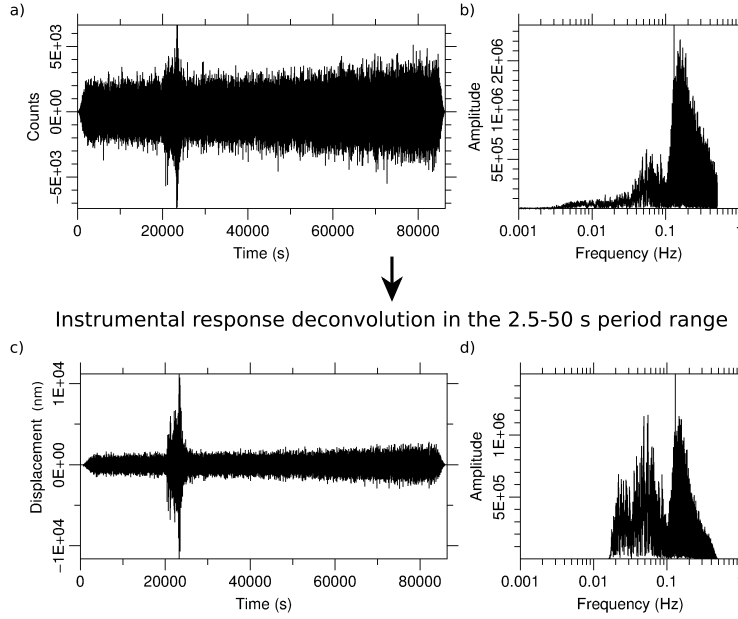 a)
b)
5E+03
0E+00
−5E+03
Counts
0 20000 40000 60000 80000
Time (s)
2E+06
1E+06
5E+05
Amplitude
0.001 0.01 0.1 1
Frequency (Hz)
Instrumental response deconvolution in the 2.5-50 s period range
c)
d)
1E+04
0E+00
−1E+04
Displacement (nm)
0 20000 40000 60000 80000
Time (s)
1E+06
5E+05
Amplitude
0.001 0.01 0.1 1
Frequency (Hz)